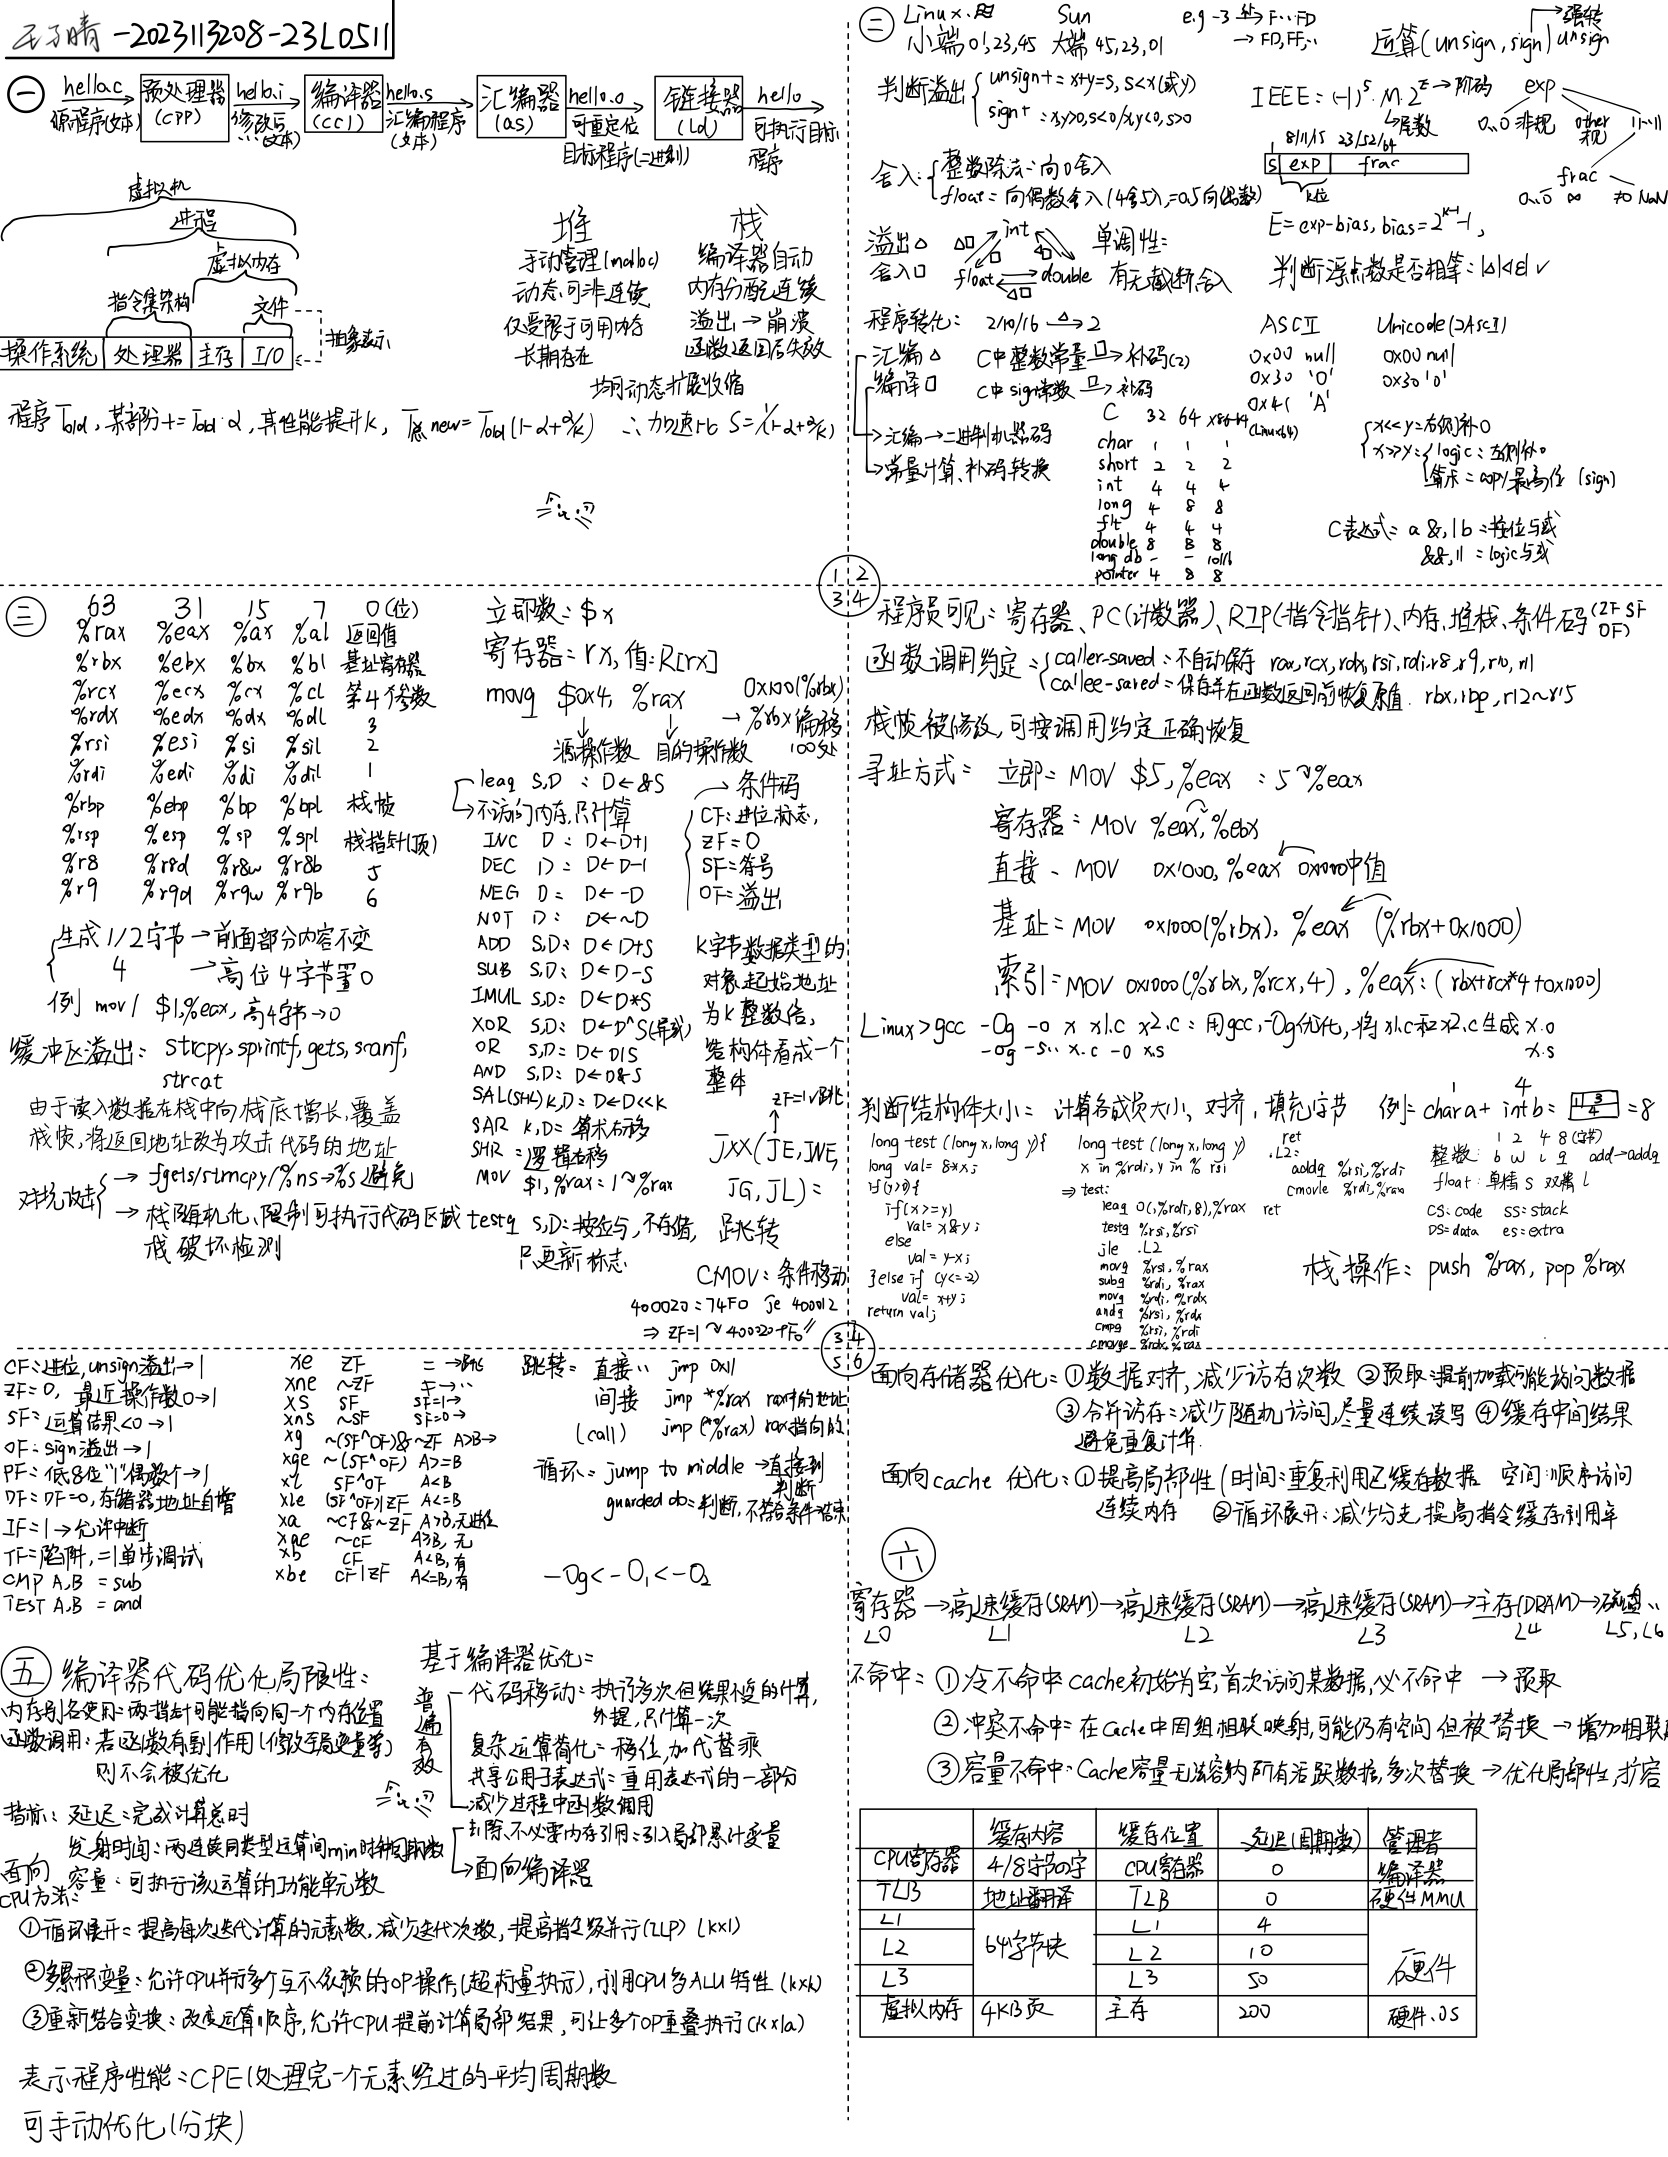 王子晴-2023113208-23L0511
一
hello.c 源程序(文本) 预处理器(CPP) hello.i 修改后(文本) 编译器(CC1) hello.s 汇编程序(文本) 汇编器(as) hello.o 可重定位目标程序(二进制) 链接器(Ld) hello 可执行目标程序
虚拟机
进程
虚拟内存
指令集架构 文件
操作系统 处理器 主存 I/O 抽象表示
堆
手动管理(malloc)
动态.可非连续
仅受限于可用内存
长期存在
栈
编译器自动
内存分配连续
溢出→崩溃
函数返回后失效
均可动态扩展收缩
程序Told,某部分t=Told·α,其性能提升k, T总new=Told(1-α+α/k) ∴加速比 S=1/(1-α+α/k)
二
Linux. Sun
小端01,23,45 大端45,23,01
e.g -3 补→ F…FD
→ FD,FF,..
运算(unsign,sign) 强转 unsign
判断溢出 unsign+: x+y=S, S<x(或y)
sign+ : x,y>0,S<0/x,y<0,S>0
IEEE: (-1)^S·M·2^E →阶码
尾数
exp
0..0非规 other规 11…11
8/11/15 23/52/64
S exp frac
k位
frac
0..0 ∞ ≠0 NaN
舍入: 整数除法:向0舍入
float: 向偶数舍入(4舍5入,=0.5向偶数)
E=exp-bias, bias=2^(k-1)-1,
溢出△
舍入□
int
float double
单调性:
有无截断舍入
判断浮点数是否相等:|△|<|ε| √
程序转化: 2/10/16 △→ 2
汇编△ C中整数常量 □→补码(2)
编译□ C中sign常数 □→补码
汇编→二进制机器码
常量计算、补码转换
ASCII Unicode(2Ascii)
0x00 null 0x00 null
0x30 '0' 0x30'0'
0x41 'A'
C 32 64 x86-64
(Linux64)
char 1 1 1
short 2 2 2
int 4 4 4
long 4 8 8
flt 4 4 4
double 8 8 8
long db - - 10/16
pointer 4 8 8
x<<y=右侧补0
x>>y: logic:左侧补0
算术=copy最高位(sign)
C表达式: a &,| b:按位与或
&&,||:logic与或
1 2
3 4
三
63 31 15 7 0(位)
%rax %eax %ax %al 返回值
%rbx %ebx %bx %bl 基址寄存器
%rcx %ecx %cx %cl 第4个参数
%rdx %edx %dx %dl 3
%rsi %esi %si %sil 2
%rdi %edi %di %dil 1
%rbp %ebp %bp %bpl 栈帧
%rsp %esp %sp %spl 栈指针(顶)
%r8 %r8d %r8w %r8b 5
%r9 %r9d %r9w %r9b 6
生成1/2字节→前面部分内容不变
4 →高位4字节置0
例 movl $1,%eax,高4字节→0
缓冲区溢出: strcpy,sprintf,gets,scanf,
strcat
由于读入数据在栈中向栈底增长,覆盖
栈帧,将返回地址改为攻击代码的地址
对抗攻击 → fgets/strncpy/%ns→%s避免
→ 栈随机化、限制可执行代码区域
栈破坏检测
立即数:$x
寄存器:rx,值:R[rx]
movq $0x4, %rax
源操作数 目的操作数
0x100(%rbx)
→%rbx偏移
100处
leaq S,D : D←&S
→不访问内存,只计算
INC D : D←D+1
DEC D : D←D-1
NEG D: D←-D
NOT D: D←~D
ADD S,D: D←D+S
SUB S,D: D←D-S
IMUL S,D: D←D*S
XOR S,D: D←D^S(异或)
OR S,D: D←D|S
AND S,D: D←D&S
SAL(SHL) K,D: D←D<<K
SAR K,D: 算术右移
SHR :逻辑右移
MOV $1,%rax: 1→%rax
testq S,D:按位与,不存储,
只更新标志
→条件码
CF:进位标志,
ZF=0
SF:符号
OF:溢出
K字节数据类型的
对象起始地址
为K整数倍,
结构体看成一个
整体
ZF=1√跳
JXX(JE,JNE,
JG,JL):
跳转
CMOV:条件移动
400020:74F0 je 400012
⇒ ZF=1 400020+F0
程序员可见:寄存器、PC(计数器)、RIP(指令指针)、内存、堆栈、条件码(ZF SF OF)
函数调用约定: caller-saved:不自动保存 rax,rcx,rdx,rsi,rdi,r8,r9,r10,r11
callee-saved:保存并在函数返回前恢复原值. rbx,rbp,r12~r15
栈帧被修改,可按调用约定正确恢复
寻址方式: 立即: MOV $5,%eax : 5→%eax
寄存器: MOV %eax,%ebx
直接. MOV 0x1000,%eax 0x1000中值
基址: MOV 0x1000(%rbx), %eax (%rbx+0x1000)
索引: MOV 0x1000(%rbx,%rcx,4), %eax: (rbx+rcx*4+0x1000)
Linux>gcc -Og -o x x1.c x2.c : 用gcc,-Og优化,将x1.c和x2.c生成x.o
-og -s.. x.c -o x.s x.s
判断结构体大小: 计算各成员大小、对齐,填充字节 例: char a + int b: 1 3 4 =8
1 4
long test (long x,long y){
long val= 8*x;
if(y>0){
if(x>=y)
val= x&y;
else
val= y-x;
}else if (y<=-2)
val= x+y;
return val;
long test (long x,long y)
x in %rdi,y in % rsi
⇒ test:
leaq 0(,%rdi,8),%rax
testq %rsi,%rsi
jle .L2
movq %rsi,%rax
subq %rdi,%rax
movq %rdi,%rdx
andq %rsi,%rdx
cmpq %rsi,%rdi
cmovge %rdx,%rax
ret
.L2:
addq %rsi,%rdi
cmovle %rdi,%rax
ret
1 2 4 8(字节)
整数: b w l q add→addq
float:单精 s 双精 l
CS:code ss:stack
DS=data es=extra
栈操作: push %rax, pop %rax
3 4
5 6
CF:进位,unsign溢出→1
ZF=0, 最近操作数0→1
SF:运算结果<0→1
OF:sign溢出→1
PF:低8位"1"偶数个→1
DF:DF=0,存储器地址自增
IF=1→允许中断
TF=陷阱,=1单步调试
CMP A,B =sub
TEST A,B =and
xe ZF = →跳
xne ~ZF ≠→..
xs SF SF=1→
xns ~SF SF=0→
xg ~(SF^OF)&~ZF A>B→
xge ~(SF^OF) A>=B
xl SF^OF A<B
xle (SF^OF)|ZF A<=B
xa ~CF&~ZF A>B,无进位
xae ~CF A≥B,无
xb CF A<B,有
xbe CF|ZF A<=B,有
跳转: 直接.. jmp 0x11
间接 jmp *%rax rax中的地址
(call) jmp (*%rax) rax指向的
循环: jump to middle→直接到判断
guarded do:判断,不符合条件→结束
-Og<-O1<-O2
五 编译器代码优化局限性:
内存别名使用:两指针可能指向同一个内存位置
函数调用:若函数有副作用(修改全局变量等)
则不会被优化
指标: 延迟:完成计算总时
发射时间:两连续同类型运算间min时钟周期数
容量:可执行该运算的功能单元数
基于编译器优化:
普遍有效
代码移动:执行多次但结果不变的计算,
外提,只计算一次
复杂运算简化:移位,加代替乘
共享公用子表达式:重用表达式的一部分
减少过程中函数调用
扣除不必要内存引用:引入局部累计变量
→面向编译器
面向CPU方法:
①循环展开:提高每次迭代计算的元素数,减少迭代次数,提高指令级并行(ILP) (k×1)
②多累积变量:允许CPU并行多个互不依赖的OP操作,(超标量执行),利用CPU多ALU特性 (k×k)
③重新结合变换:改变运算顺序,允许CPU提前计算局部结果,可让多个OP重叠执行(k×1a)
表示程序性能:CPE(处理完一个元素经过的平均周期数
可手动优化(分块)
面向存储器优化:①数据对齐,减少访存次数 ②预取:提前加载可能访问数据
③合并访存:减少随机访问,尽量连续读写 ④缓存中间结果
避免重复计算.
面向cache优化:①提高局部性(时间:重复利用已缓存数据 空间:顺序访问
连续内存 ②循环展开:减少分支,提高指令缓存利用率
六
寄存器→高速缓存(SRAM)→高速缓存(SRAM)→高速缓存(SRAM)→主存(DRAM)→磁盘..
L0 L1 L2 L3 L4 L5,L6
不命中:①冷不命中 cache初始为空,首次访问某数据,必不命中 →预取
②冲突不命中:在Cache中因组相联映射,可能仍有空间但被替换→增加相联
③容量不命中:Cache容量无法容纳所有活跃数据,多次替换→优化局部性,扩容
缓存内容 缓存位置 延迟(周期数) 管理者
CPU寄存器 4/8字节的字 CPU寄存器 0 编译器
TLB 地址翻译 TLB 0 硬件MMU
L1 64字节块 L1 4 硬件
L2 L2 10
L3 L3 50
虚拟内存 4KB页 主存 200 硬件.OS